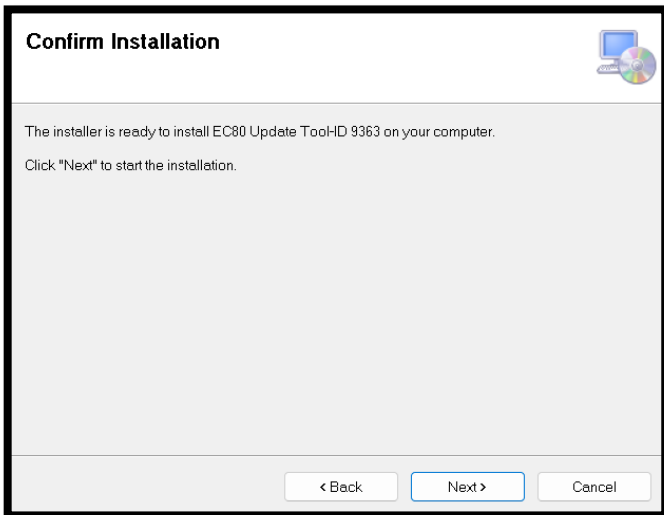 Confirm Installation
The installer is ready to install EC80 Update Tool-ID 9363 on your computer.
Click "Next" to start the installation.
< Back
Next >
Cancel